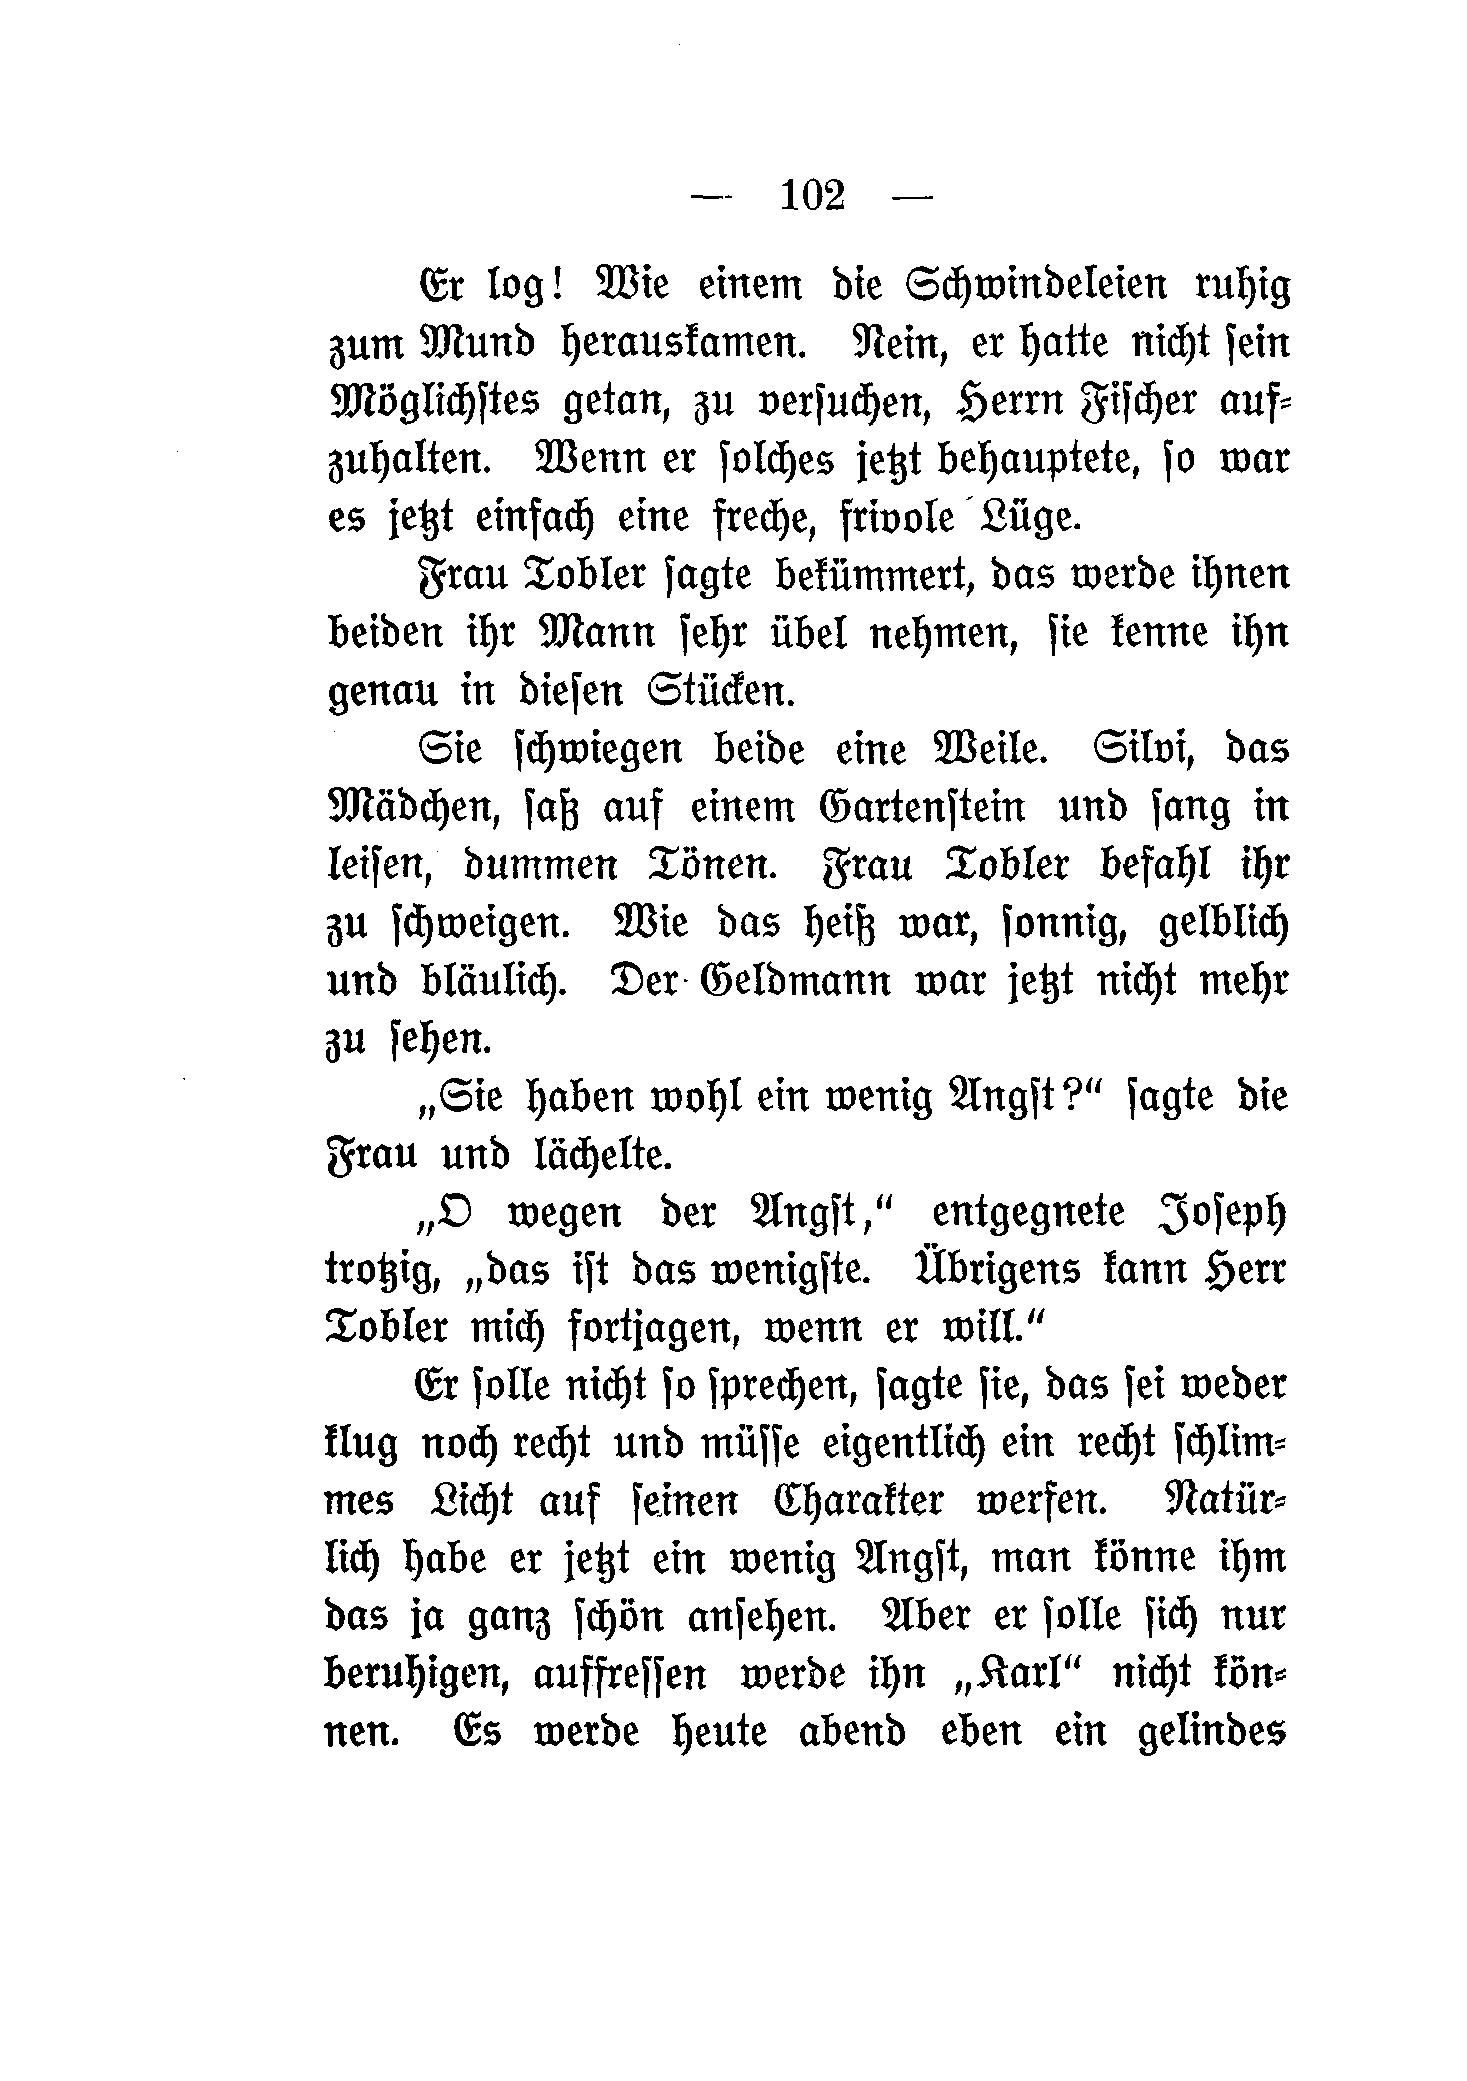 — 102 —
Er log! Wie einem die Schwindeleien ruhig
zum Mund herauskamen. Nein, er hatte nicht sein
Möglichstes getan, zu versuchen, Herrn Fischer auf-
zuhalten. Wenn er solches jetzt behauptete, so war
es jetzt einfach eine freche, frivole Lüge.
Frau Tobler sagte bekümmert, das werde ihnen
beiden ihr Mann sehr übel nehmen, sie kenne ihn
genau in diesen Stücken.
Sie schwiegen beide eine Weile. Silvi, das
Mädchen, saß auf einem Gartenstein und sang in
leisen, dummen Tönen. Frau Tobler befahl ihr
zu schweigen. Wie das heiß war, sonnig, gelblich
und bläulich. Der Geldmann war jetzt nicht mehr
zu sehen.
„Sie haben wohl ein wenig Angst?“ sagte die
Frau und lächelte.
„O wegen der Angst,“ entgegnete Joseph
trotzig, „das ist das wenigste. Übrigens kann Herr
Tobler mich fortjagen, wenn er will.“
Er solle nicht so sprechen, sagte sie, das sei weder
klug noch recht und müsse eigentlich ein recht schlim-
mes Licht auf seinen Charakter werfen. Natür-
lich habe er jetzt ein wenig Angst, man könne ihm
das ja ganz schön ansehen. Aber er solle sich nur
beruhigen, auffressen werde ihn „Karl“ nicht kön-
nen. Es werde heute abend eben ein gelindes